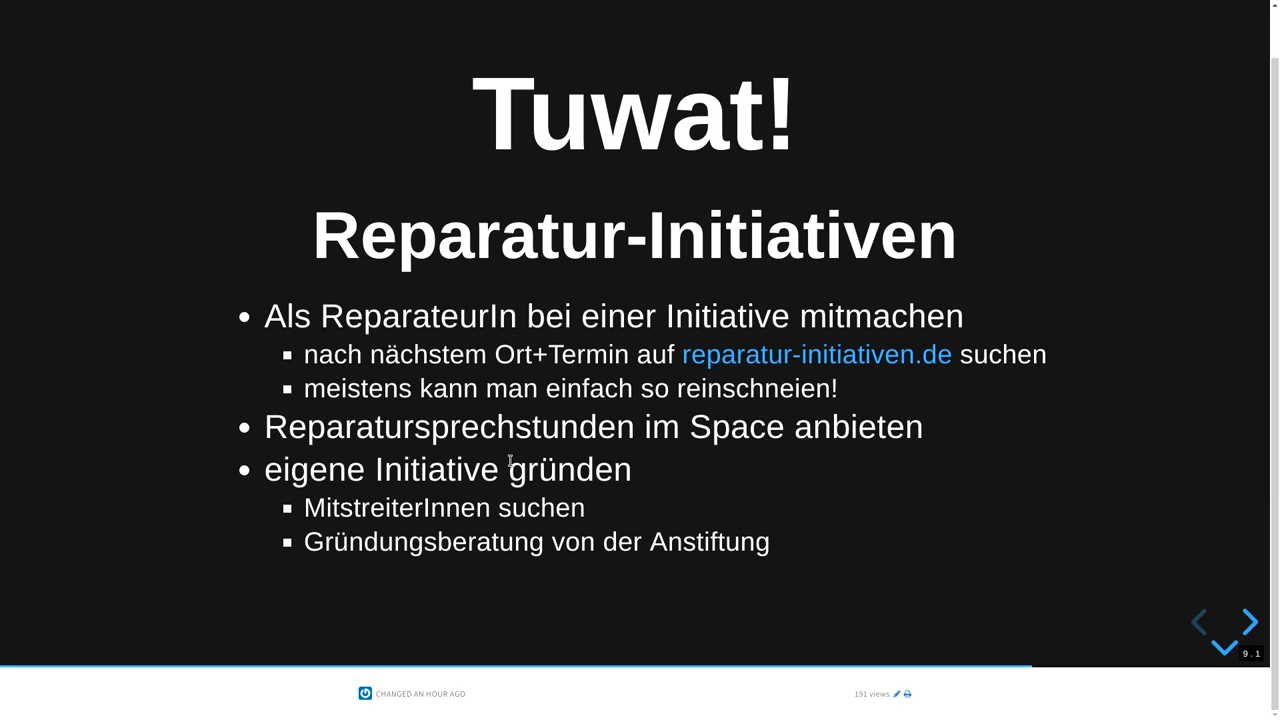 Tuwat!
Reparatur-Initiativen
Als ReparateurIn bei einer Initiative mitmachen
nach nächstem Ort+Termin auf reparatur-initiativen.de suchen
meistens kann man einfach so reinschneien!
Reparatursprechstunden im Space anbieten
eigene Initiative gründen
MitstreiterInnen suchen
Gründungsberatung von der Anstiftung
9.1
CHANGED AN HOUR AGO
191 views